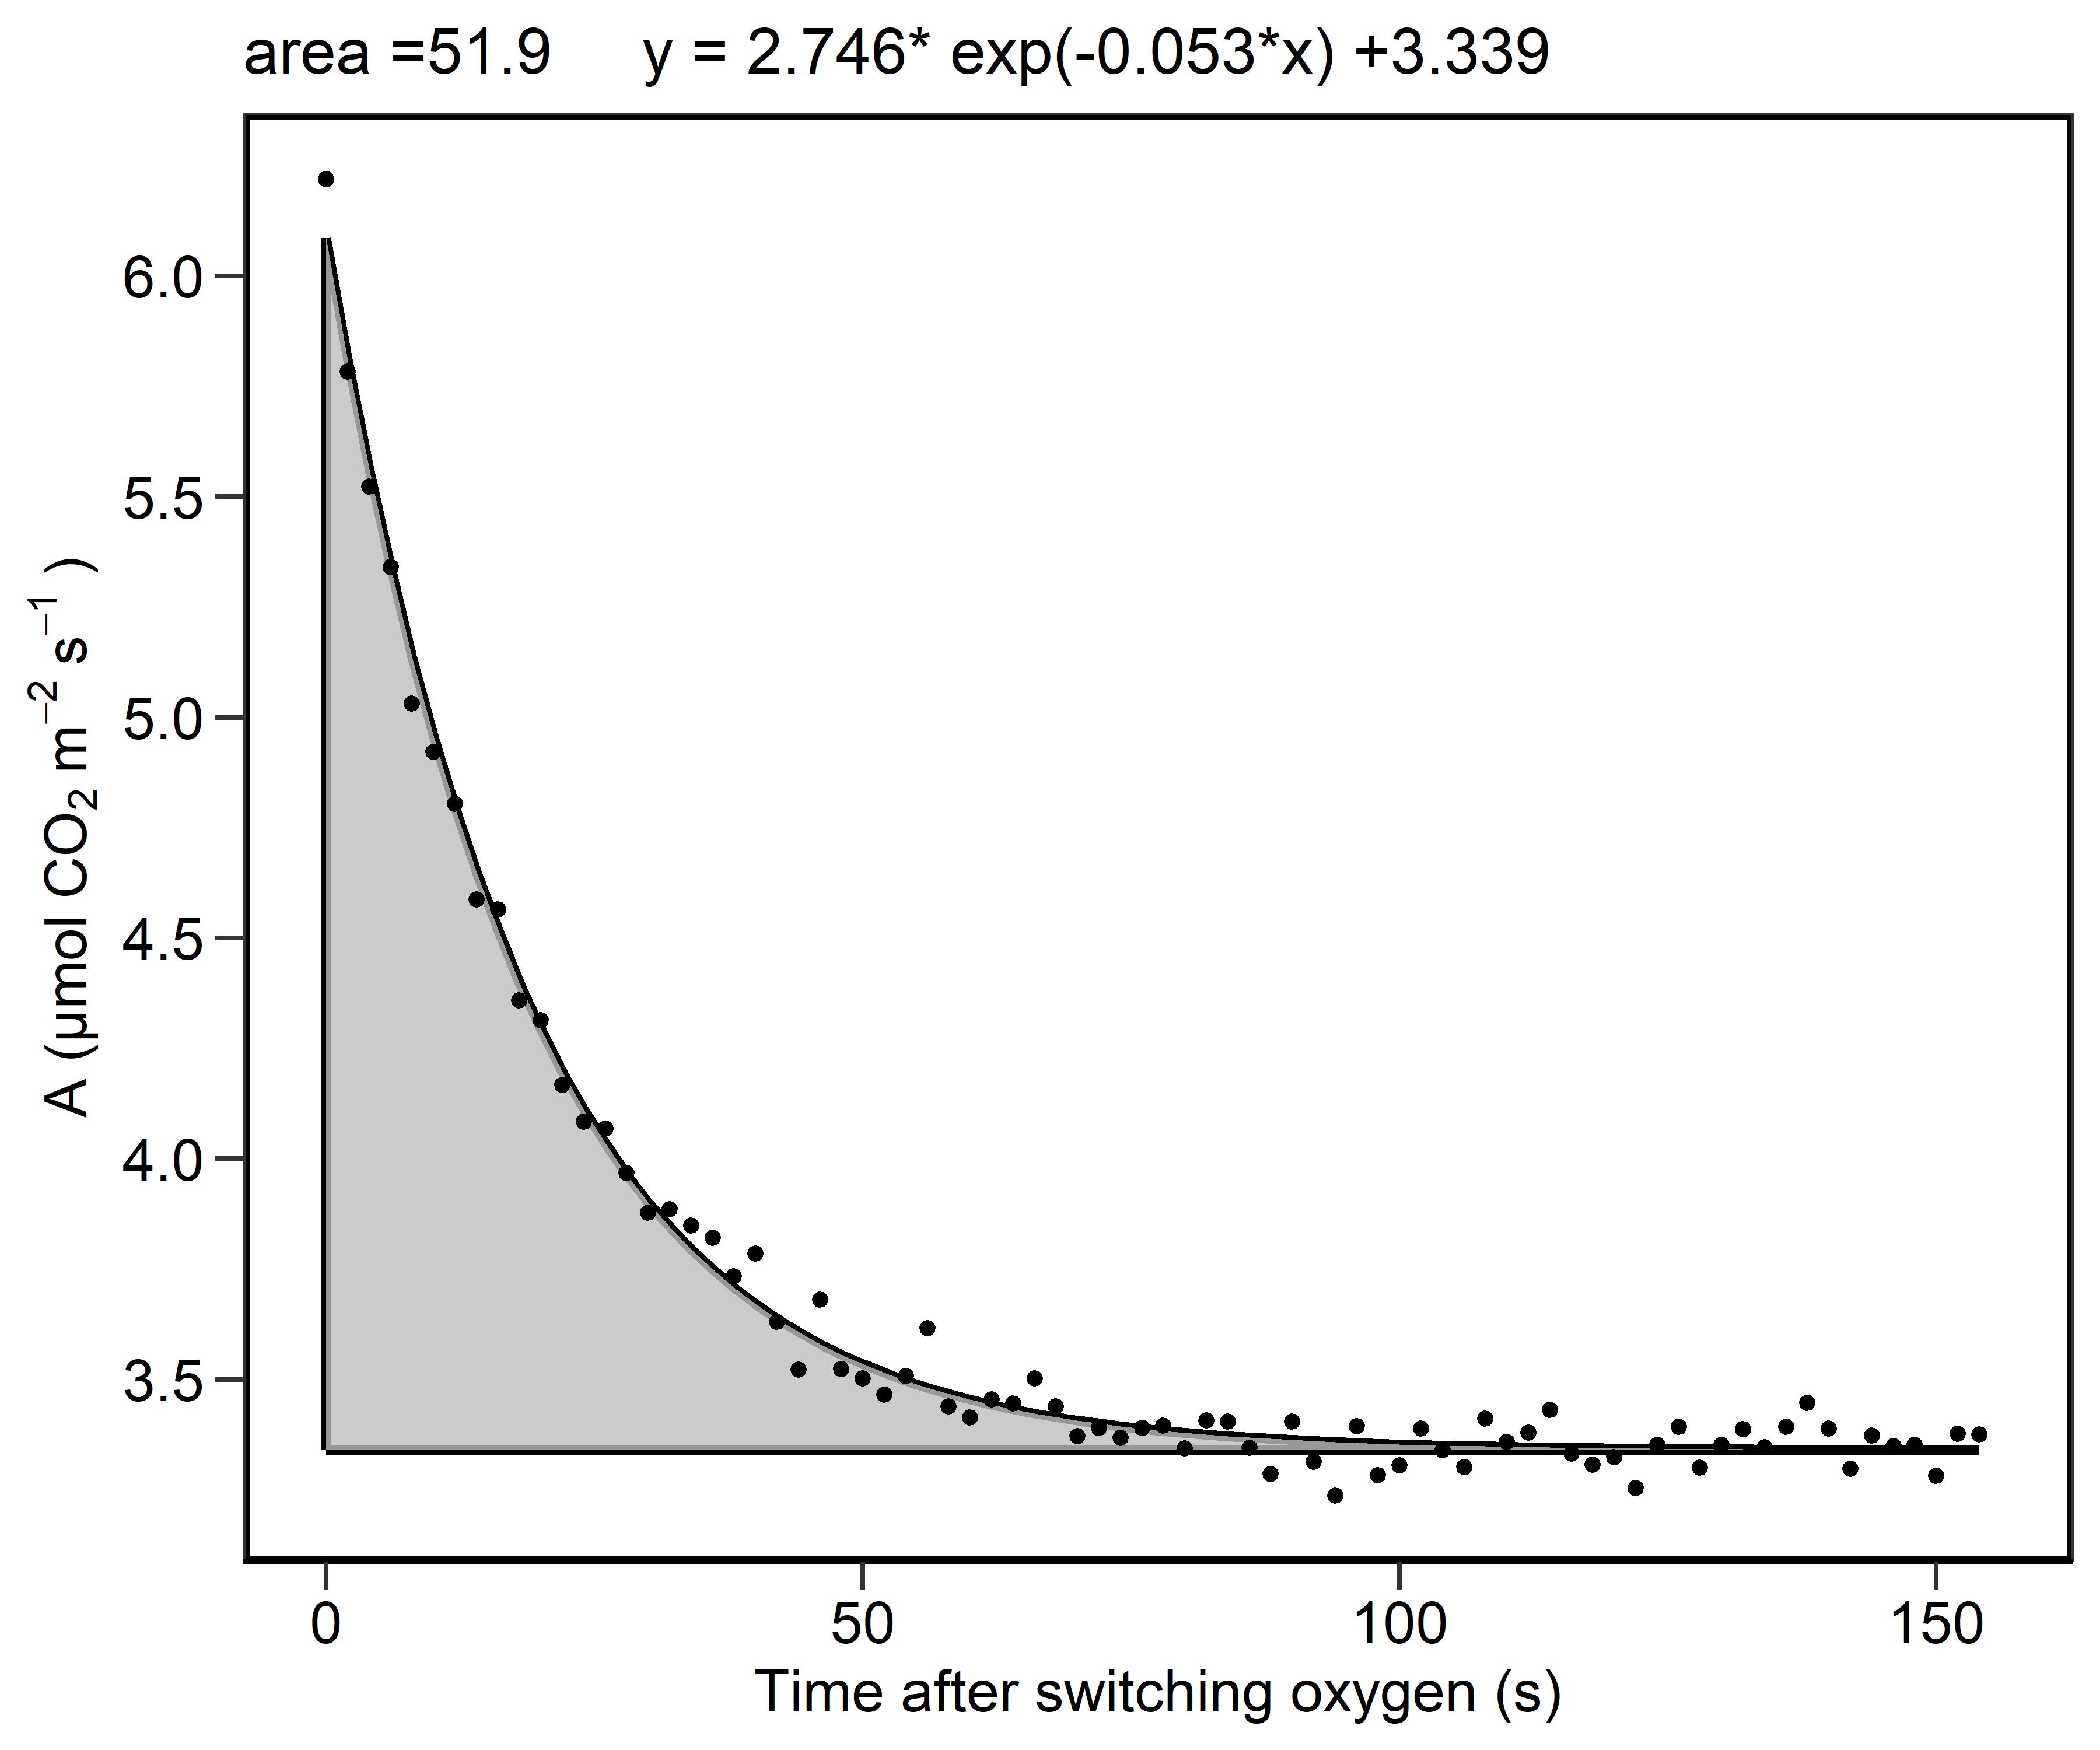 area =51.9 y = 2.746* exp(-0.053*x) +3.339
6.0
5.5
5.0
4.5
4.0
3.5
A (µmol CO₂ m⁻² s⁻¹ )
0 50 100 150
Time after switching oxygen (s)